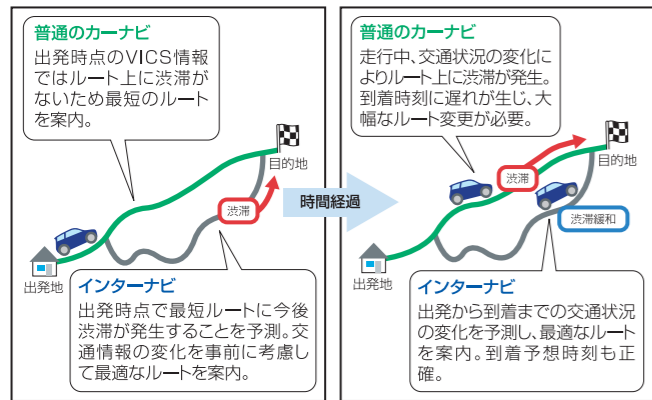 普通のカーナビ
出発時点のVICS情報
ではルート上に渋滞が
ないため最短のルート
を案内。
目的地
渋滞
出発地
インターナビ
出発時点で最短ルートに今後
渋滞が発生することを予測。交
通情報の変化を事前に考慮し
て最適なルートを案内。
時間経過
普通のカーナビ
走行中、交通状況の変化に
よりルート上に渋滞が発生。
到着時刻に遅れが生じ、大
幅なルート変更が必要。
目的地
渋滞
渋滞緩和
出発地
インターナビ
出発から到着までの交通状況
の変化を予測し、最適なルート
を案内。到着予想時刻も正
確。